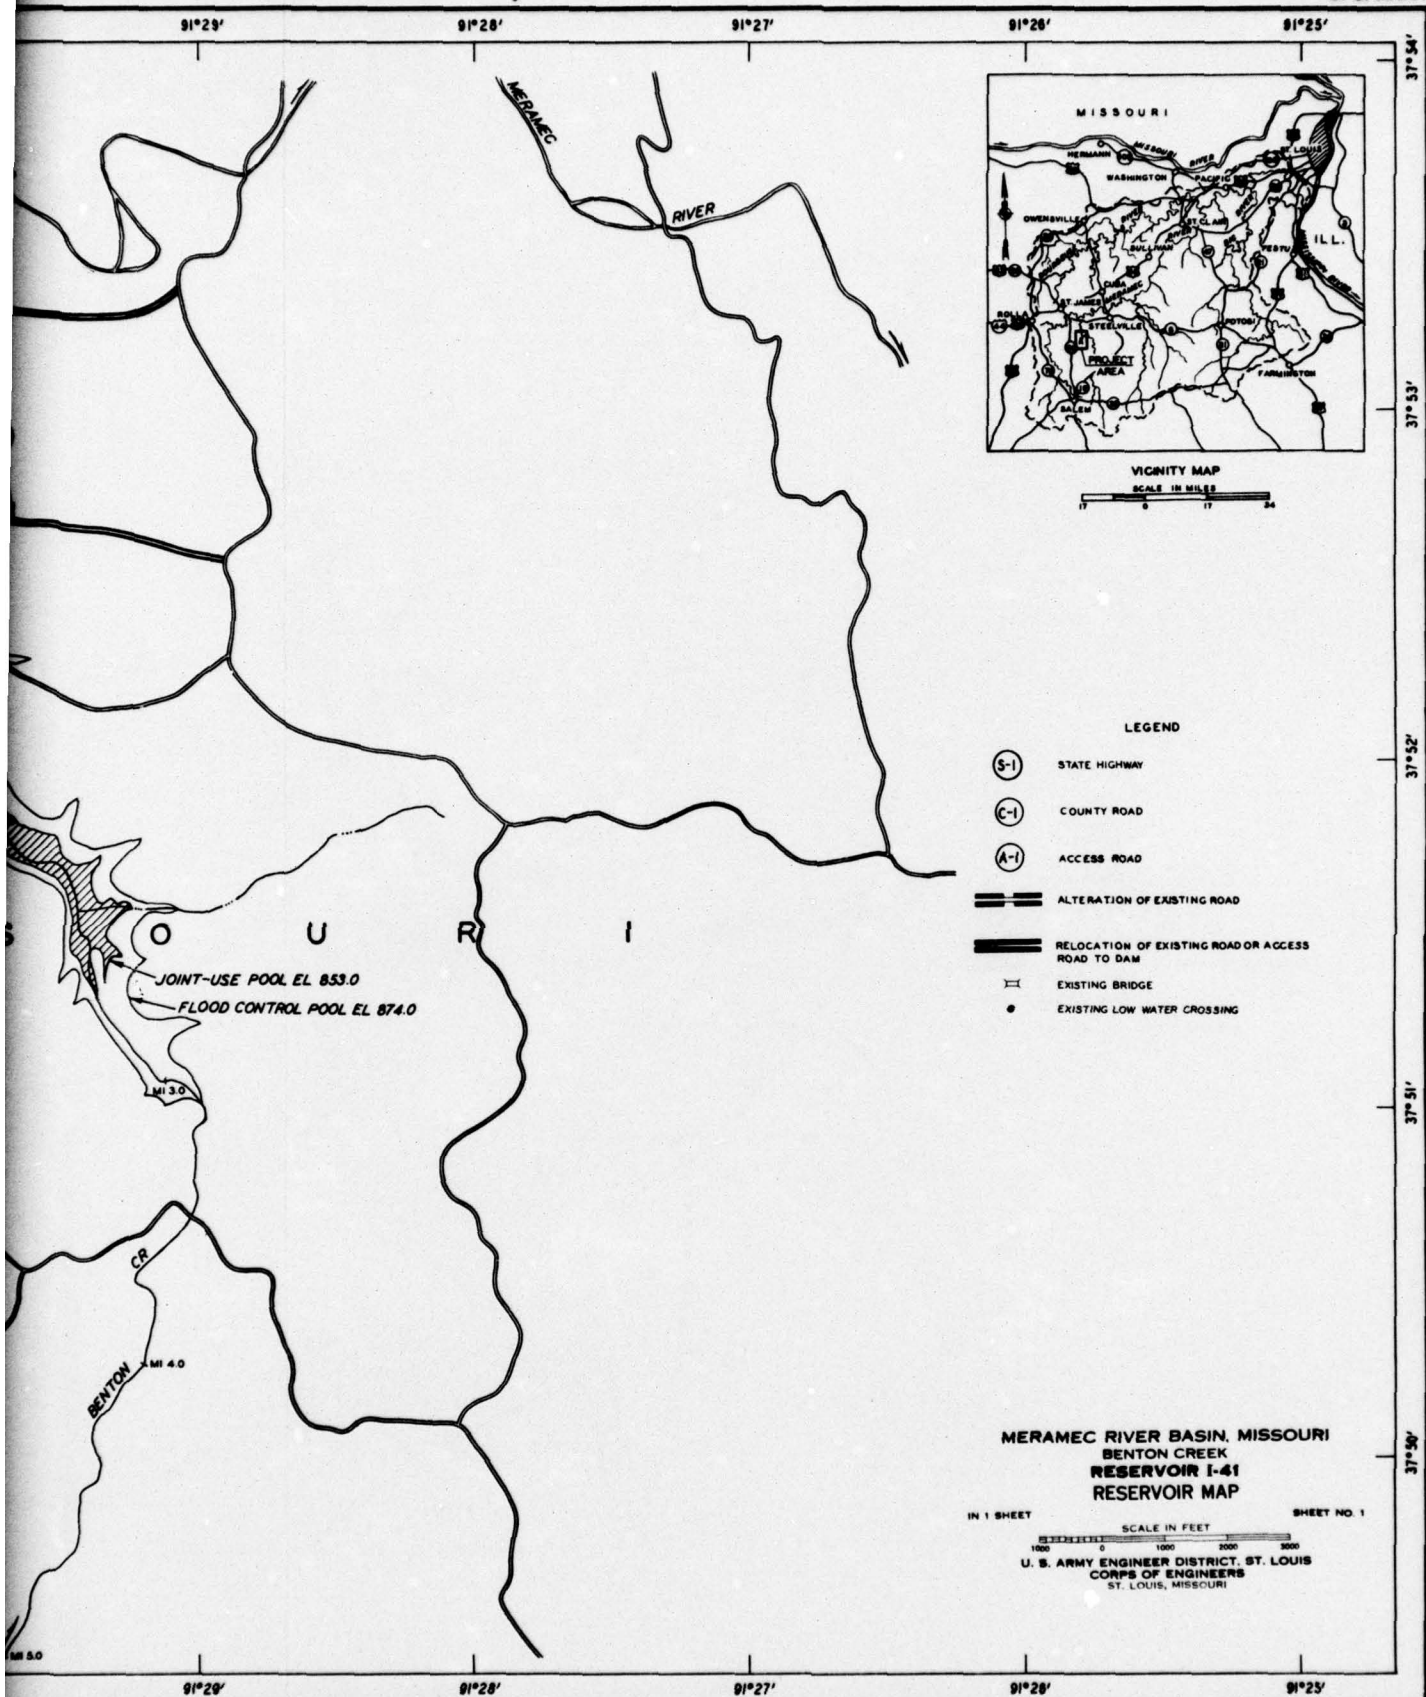 91°29' 91°28' 91°27' 91°26' 91°25'
37°54'
MERAMEC
RIVER
MISSOURI
HERMANN
MISSOURI
RIVER
ST. LOUIS
WASHINGTON
PACIFIC
OWENSVILLE
RIVER
ST. CLAIR
RIVER
RIVER
BIG
SULLIVAN
FESTU
ILL.
CUBA
ST. JAMES
MERAMEC
ROLLA
STEELVILLE
POTOSI
PROJECT
AREA
FARMINGTON
SALEM
37°53'
VICINITY MAP
SCALE IN MILES
17 0 17 34
LEGEND
37°52'
S-1 STATE HIGHWAY
C-1 COUNTY ROAD
A-1 ACCESS ROAD
ALTERATION OF EXISTING ROAD
S O U R I
RELOCATION OF EXISTING ROAD OR ACCESS
ROAD TO DAM
JOINT-USE POOL EL 853.0
EXISTING BRIDGE
FLOOD CONTROL POOL EL 874.0
EXISTING LOW WATER CROSSING
MI 3.0
37°51'
CR
MI 4.0
BENTON
MERAMEC RIVER BASIN, MISSOURI
BENTON CREEK
RESERVOIR I-41
RESERVOIR MAP
37°50'
IN 1 SHEET SHEET NO. 1
SCALE IN FEET
1000 0 1000 2000 3000
U. S. ARMY ENGINEER DISTRICT, ST. LOUIS
CORPS OF ENGINEERS
ST. LOUIS, MISSOURI
MI 5.0
91°29' 91°28' 91°27' 91°26' 91°25'